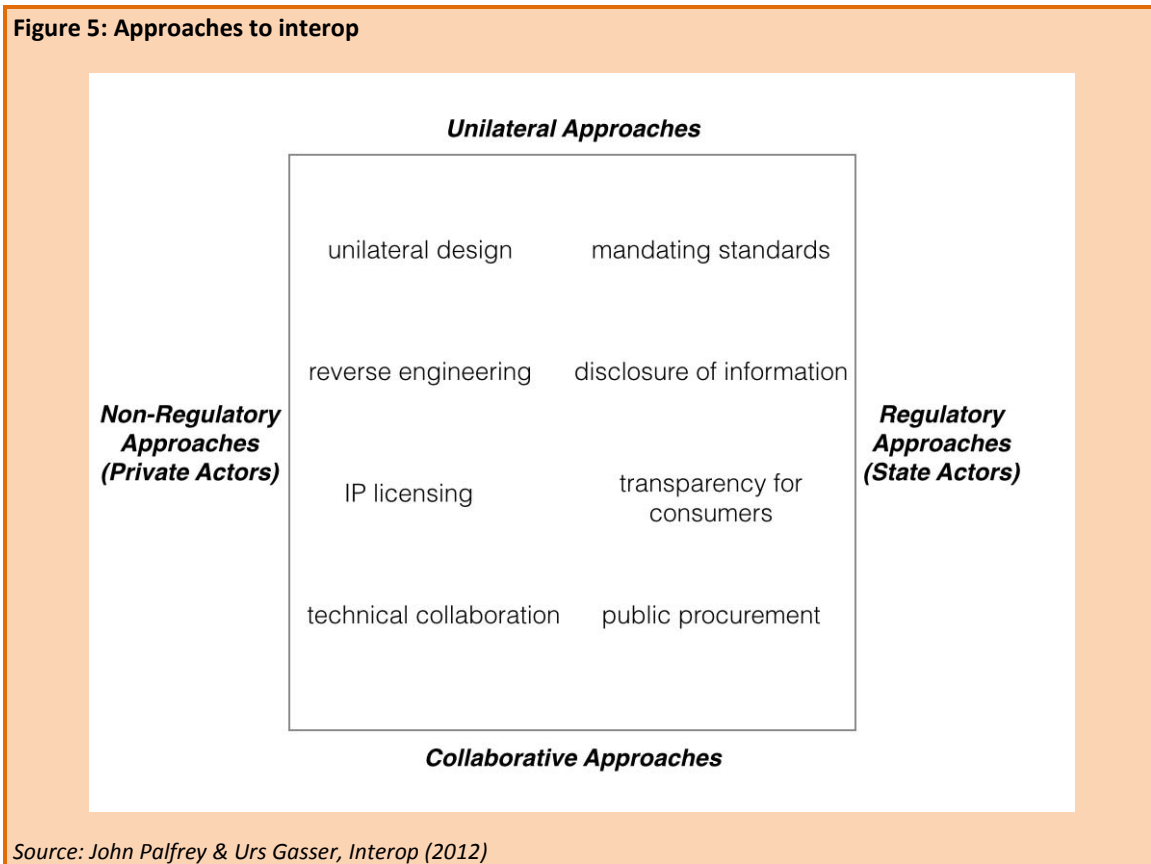 Figure 5: Approaches to interop
Unilateral Approaches
unilateral design
mandating standards
reverse engineering
disclosure of information
Non-Regulatory
Approaches
(Private Actors)
Regulatory
Approaches
(State Actors)
IP licensing
transparency for
consumers
technical collaboration
public procurement
Collaborative Approaches
Source: John Palfrey & Urs Gasser, Interop (2012)